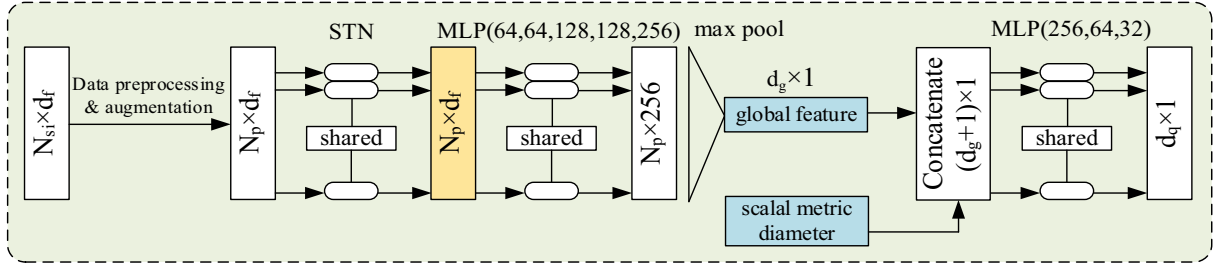 STN
MLP(64,64,128,128,256)
max pool
MLP(256,64,32)
N_si×d_f
Data preprocessing
& augmentation
N_p×d_f
shared
N_p×d_f
shared
N_p×256
d_g×1
global feature
scalal metric
diameter
Concatenate
(d_g+1)×1
shared
d_q×1